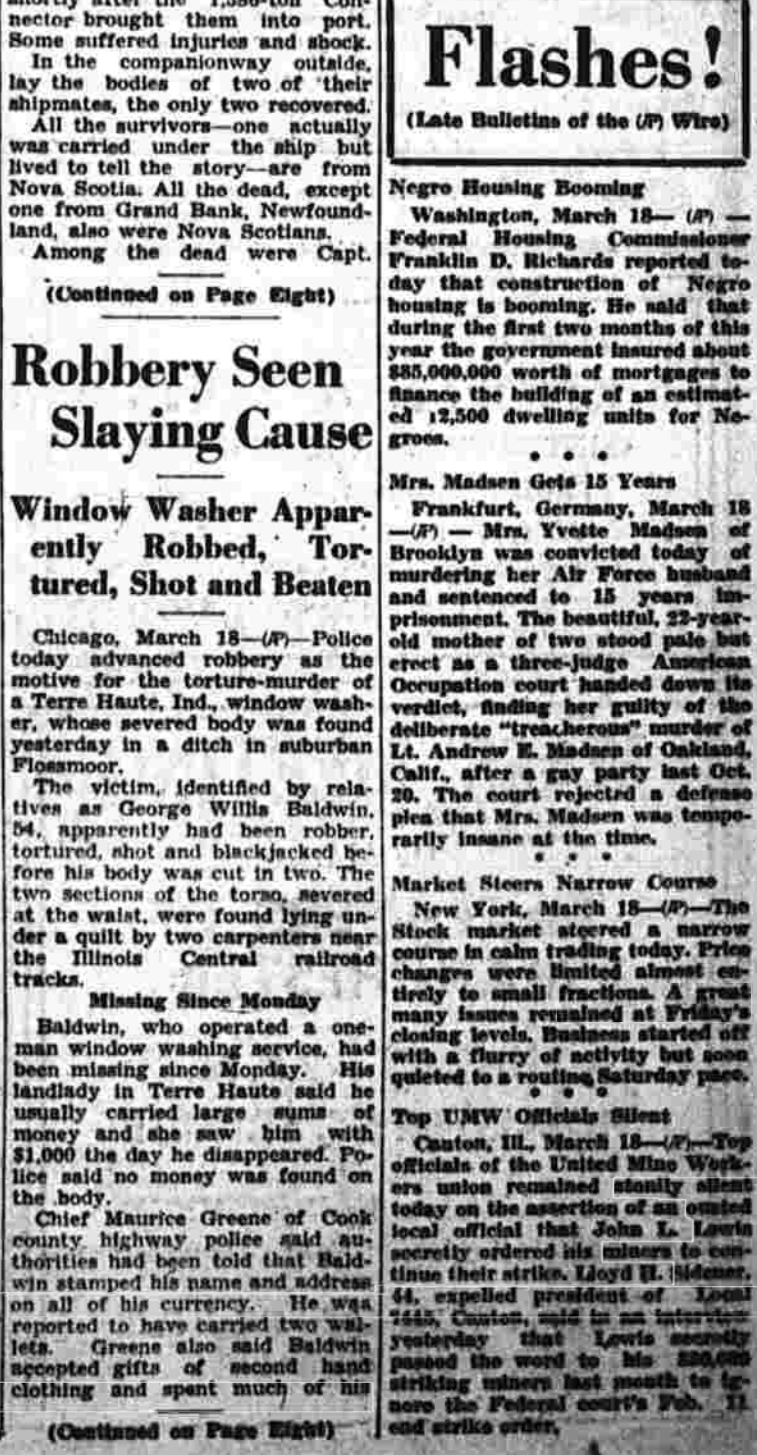 shortly after the 1,580-ton Con-
nector brought them into port.
Some suffered injuries and shock.
In the companionway outside,
lay the bodies of two of their
shipmates, the only two recovered.
All the survivors—one actually
was carried under the ship but
lived to tell the story—are from
Nova Scotia. All the dead, except
one from Grand Bank, Newfound-
land, also were Nova Scotians.
Among the dead were Capt.
(Continued on Page Eight)
Robbery Seen
Slaying Cause
Window Washer Appar-
ently Robbed, Tor-
tured, Shot and Beaten
Chicago, March 18—(AP)—Police
today advanced robbery as the
motive for the torture-murder of
a Terre Haute, Ind., window wash-
er, whose severed body was found
yesterday in a ditch in suburban
Flossmoor.
The victim, identified by rela-
tives as George Willis Baldwin,
54, apparently had been robber,
tortured, shot and blackjacked be-
fore his body was cut in two. The
two sections of the torso, severed
at the waist, were found lying un-
der a quilt by two carpenters near
the Illinois Central railroad
tracks.
Missing Since Monday
Baldwin, who operated a one-
man window washing service, had
been missing since Monday. His
landlady in Terre Haute said he
usually carried large sums of
money and she saw him with
$1,000 the day he disappeared. Po-
lice said no money was found on
the body.
Chief Maurice Greene of Cook
county highway police said au-
thorities had been told that Bald-
win stamped his name and address
on all of his currency. He was
reported to have carried two wal-
lets. Greene also said Baldwin
accepted gifts of second hand
clothing and spent much of his
(Continued on Page Eight)
Flashes!
(Late Bulletins of the (AP) Wire)
Negro Housing Booming
Washington, March 18— (AP) —
Federal Housing Commissioner
Franklin D. Richards reported to-
day that construction of Negro
housing is booming. He said that
during the first two months of this
year the government insured about
$85,000,000 worth of mortgages to
finance the building of an estimat-
ed 12,500 dwelling units for Ne-
groes.
• • •
Mrs. Madsen Gets 15 Years
Frankfurt, Germany, March 18
—(AP) — Mrs. Yvette Madsen of
Brooklyn was convicted today of
murdering her Air Force husband
and sentenced to 15 years im-
prisonment. The beautiful, 22-year-
old mother of two stood pale but
erect as a three-judge American
Occupation court handed down its
verdict, finding her guilty of the
deliberate "treacherous" murder of
Lt. Andrew E. Madsen of Oakland,
Calif., after a gay party last Oct.
20. The court rejected a defense
plea that Mrs. Madsen was tempo-
rarily insane at the time.
• • •
Market Steers Narrow Course
New York, March 18—(AP)—The
Stock market steered a narrow
course in calm trading today. Price
changes were limited almost en-
tirely to small fractions. A great
many issues remained at Friday's
closing levels. Business started off
with a flurry of activity but soon
quieted to a routine Saturday pace.
• • •
Top UMW Officials Silent
Canton, Ill., March 18—(AP)—Top
officials of the United Mine Work-
ers union remained stonily silent
today on the assertion of an ousted
local official that John L. Lewis
secretly ordered his miners to con-
tinue their strike. Lloyd H. Sidener,
44, expelled president of Local
Canton, said in an interview
yesterday that Lewis secretly
passed the word to his
striking miners last month to ig-
nore the Federal court's Feb. 11
end strike order.